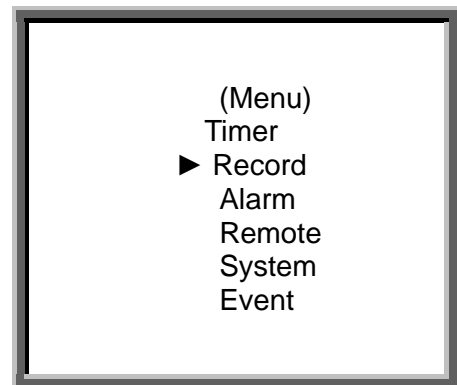 (Menu)
Timer
► Record
Alarm
Remote
System
Event